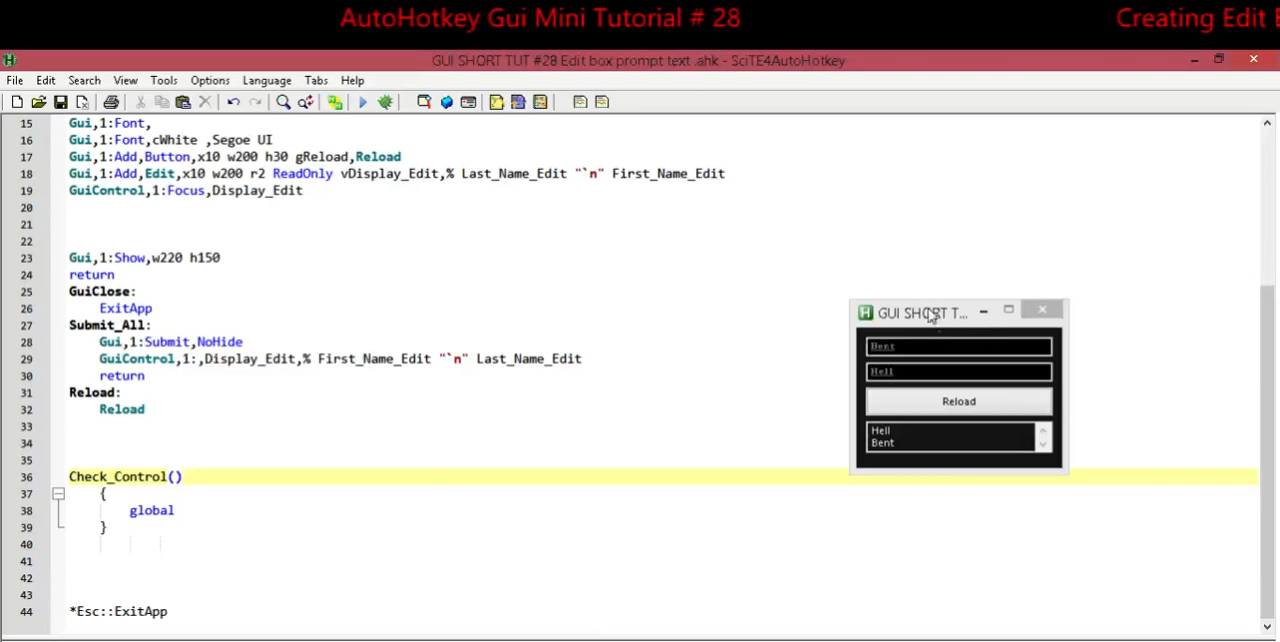 AutoHotkey Gui Mini Tutorial # 28
Creating Edit
GUI SHORT TUT #28 Edit box prompt text .ahk - SciTE4AutoHotkey
File Edit Search View Tools Options Language Tabs Help
15 Gui,1:Font,
16 Gui,1:Font,cWhite ,Segoe UI
17 Gui,1:Add,Button,x10 w200 h30 gReload,Reload
18 Gui,1:Add,Edit,x10 w200 r2 ReadOnly vDisplay_Edit,% Last_Name_Edit "`n" First_Name_Edit
19 GuiControl,1:Focus,Display_Edit
20
21
22
23 Gui,1:Show,w220 h150
24 return
25 GuiClose:
26 ExitApp
27 Submit_All:
28 Gui,1:Submit,NoHide
29 GuiControl,1:,Display_Edit,% First_Name_Edit "`n" Last_Name_Edit
30 return
31 Reload:
32 Reload
33
34
35
36 Check_Control()
37 {
38 global
39 }
40
41
42
43
44 *Esc::ExitApp
GUI SHORT T...
Bent
Hell
Reload
Hell
Bent